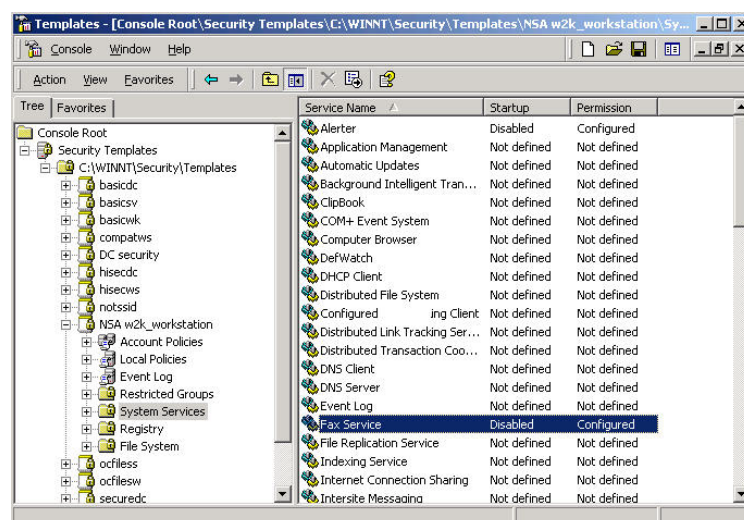 Templates - [Console Root\Security Templates\C:\WINNT\Security\Templates\NSA w2k_workstation\Sy...
Console Window Help
Action View Favorites
Tree Favorites
Console Root
Security Templates
C:\WINNT\Security\Templates
basicdc
basicsv
basicwk
compatws
DC security
hisecdc
hisecws
notssid
NSA w2k_workstation
Account Policies
Local Policies
Event Log
Restricted Groups
System Services
Registry
File System
ocfiless
ocfilesw
securedc
Service Name Startup Permission
Alerter Disabled Configured
Application Management Not defined Not defined
Automatic Updates Not defined Not defined
Background Intelligent Tran... Not defined Not defined
ClipBook Not defined Not defined
COM+ Event System Not defined Not defined
Computer Browser Not defined Not defined
DefWatch Not defined Not defined
DHCP Client Not defined Not defined
Distributed File System Not defined Not defined
Configured ing Client Not defined Not defined
Distributed Link Tracking Ser... Not defined Not defined
Distributed Transaction Coo... Not defined Not defined
DNS Client Not defined Not defined
DNS Server Not defined Not defined
Event Log Not defined Not defined
Fax Service Disabled Configured
File Replication Service Not defined Not defined
Indexing Service Not defined Not defined
Internet Connection Sharing Not defined Not defined
Intersite Messaging Not defined Not defined